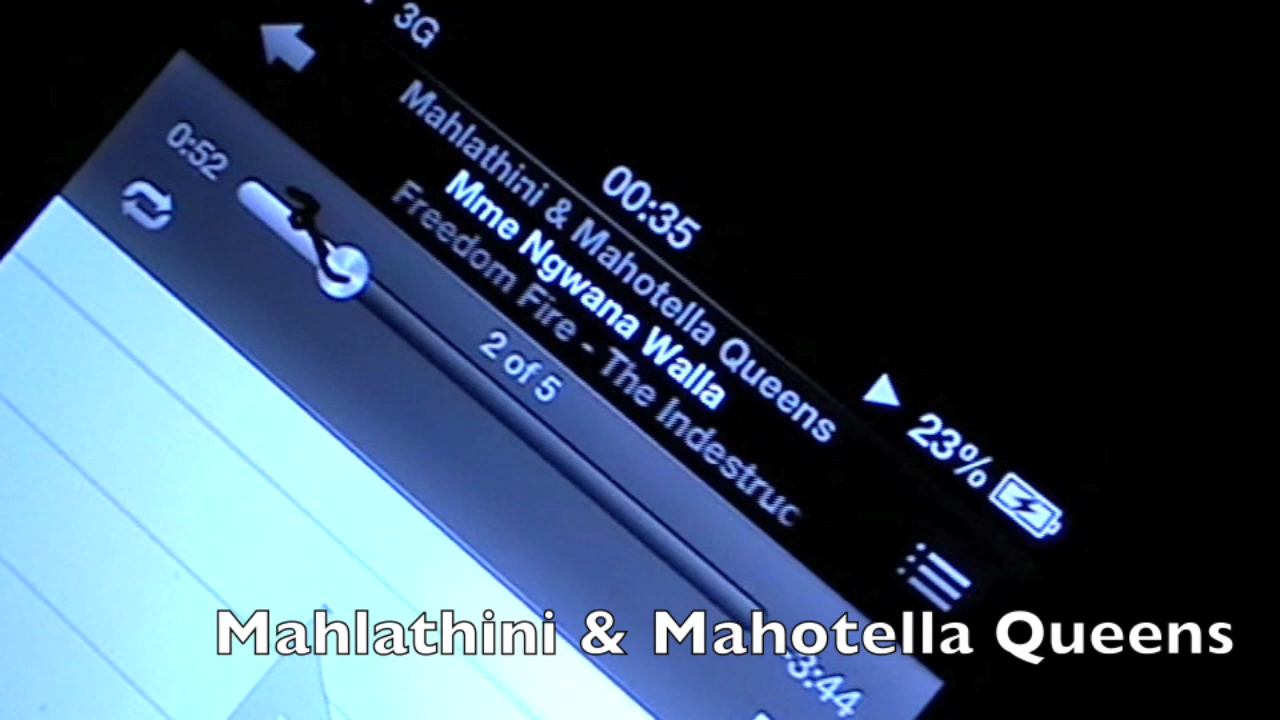 3G
00:35
23%
Mahlathini & Mahotella Queens
Mme Ngwana Walla
Freedom Fire - The Indestruc
0:52
2 of 5
-3:44
Mahlathini & Mahotella Queens